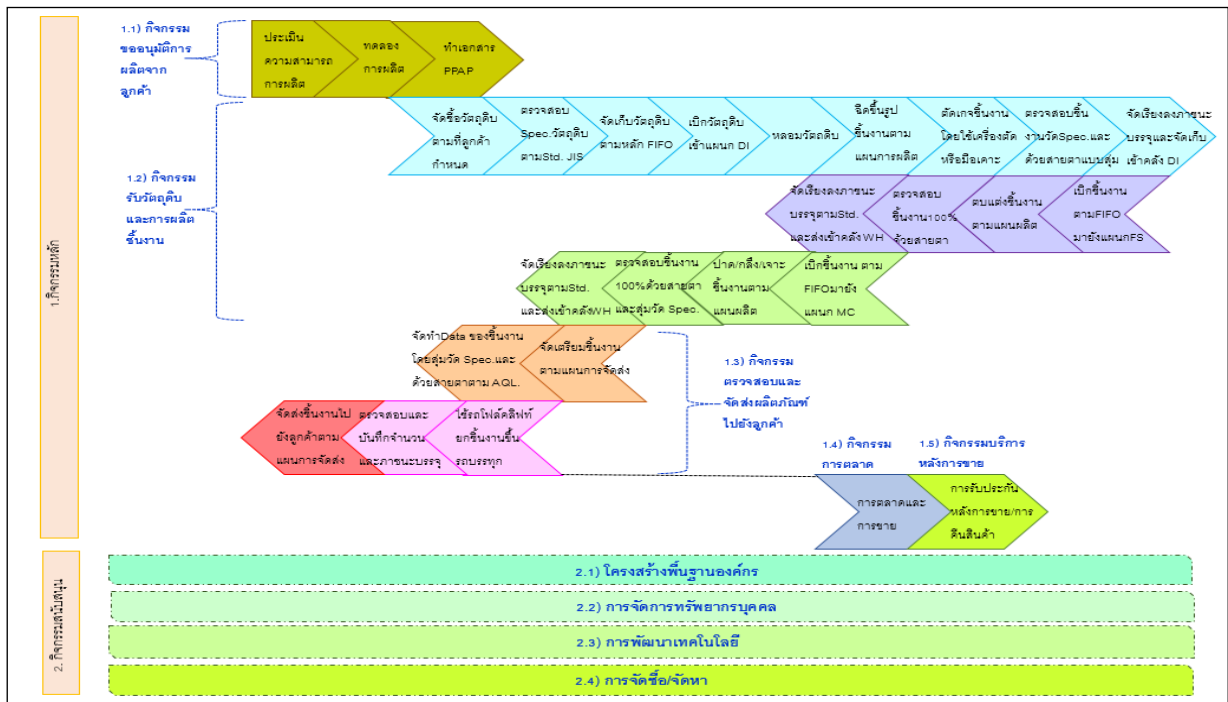 1.กิจกรรมหลัก
1.1) กิจกรรม
ขออนุมัติการ
ผลิตจาก
ลูกค้า
ประเมิน
ความสามารถ
การผลิต
ทดลอง
การผลิต
ทำเอกสาร
PPAP
1.2) กิจกรรม
รับวัตถุดิบ
และการผลิต
ชิ้นงาน
จัดซื้อวัตถุดิบ
ตามที่ลูกค้า
กำหนด
ตรวจสอบ
Spec.วัตถุดิบ
ตามStd. JIS
จัดเก็บวัตถุดิบ
ตามหลัก FIFO
เบิกวัตถุดิบ
เข้าแผนก DI
หลอมวัตถุดิบ
ฉีดขึ้นรูป
ชิ้นงานตาม
แผนการผลิต
ตัดเกจชิ้นงาน
โดยใช้เครื่องตัด
หรือมือเคาะ
ตรวจสอบชิ้น
งานวัดSpec.และ
ด้วยสายตาแบบสุ่ม
จัดเรียงลงภาชนะ
บรรจุและจัดเก็บ
เข้าคลัง DI
จัดเรียงลงภาชนะ
บรรจุตามStd.
และส่งเข้าคลังWH
ตรวจสอบ
ชิ้นงาน100%
ด้วยสายตา
ตบแต่งชิ้นงาน
ตามแผนผลิต
เบิกชิ้นงาน
ตามFIFO
มายังแผนกFS
จัดเรียงลงภาชนะ
บรรจุตามStd.
และส่งเข้าคลังWH
ตรวจสอบชิ้นงาน
100%ด้วยสายตา
และสุ่มวัด Spec.
ปาด/กลึง/เจาะ
ชิ้นงานตาม
แผนผลิต
เบิกชิ้นงาน ตาม
FIFOมายัง
แผนก MC
จัดทำData ของชิ้นงาน
โดยสุ่มวัด Spec.และ
ด้วยสายตาตาม AQL.
จัดเตรียมชิ้นงาน
ตามแผนการจัดส่ง
1.3) กิจกรรม
ตรวจสอบและ
จัดส่งผลิตภัณฑ์
ไปยังลูกค้า
จัดส่งชิ้นงานไป
ยังลูกค้าตาม
แผนการจัดส่ง
ตรวจสอบและ
บันทึกจำนวน
และภาชนะบรรจุ
ใช้รถโฟล์คลิฟท์
ยกชิ้นงานขึ้น
รถบรรทุก
1.4) กิจกรรม
การตลาด
1.5) กิจกรรมบริการ
หลังการขาย
การตลาดและ
การขาย
การรับประกัน
หลังการขาย/การ
คืนสินค้า
2. กิจกรรมสนับสนุน
2.1) โครงสร้างพื้นฐานองค์กร
2.2) การจัดการทรัพยากรบุคคล
2.3) การพัฒนาเทคโนโลยี
2.4) การจัดซื้อ/จัดหา